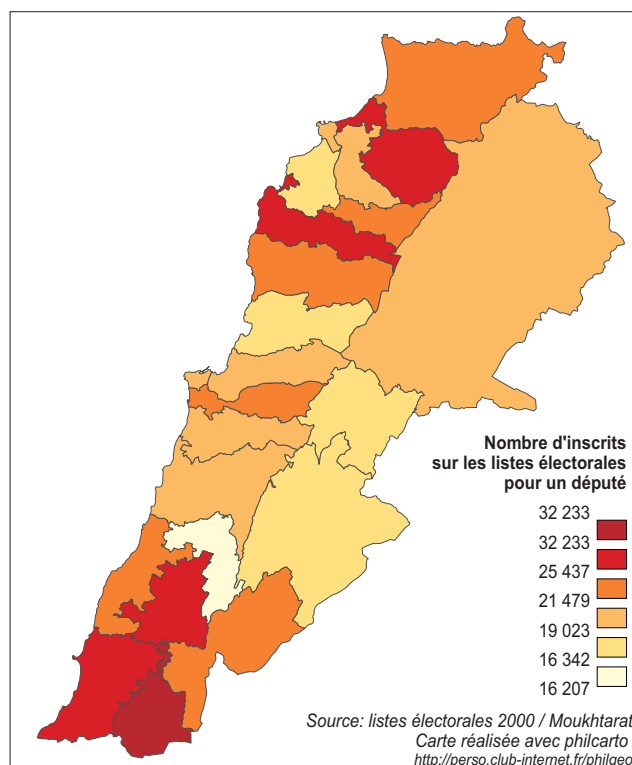 Nombre d'inscrits
sur les listes électorales
pour un député
32 233
32 233
25 437
21 479
19 023
16 342
16 207
Source: listes électorales 2000 / Moukhtarat
Carte réalisée avec philcarto
http://perso.club-internet.fr/philgeo